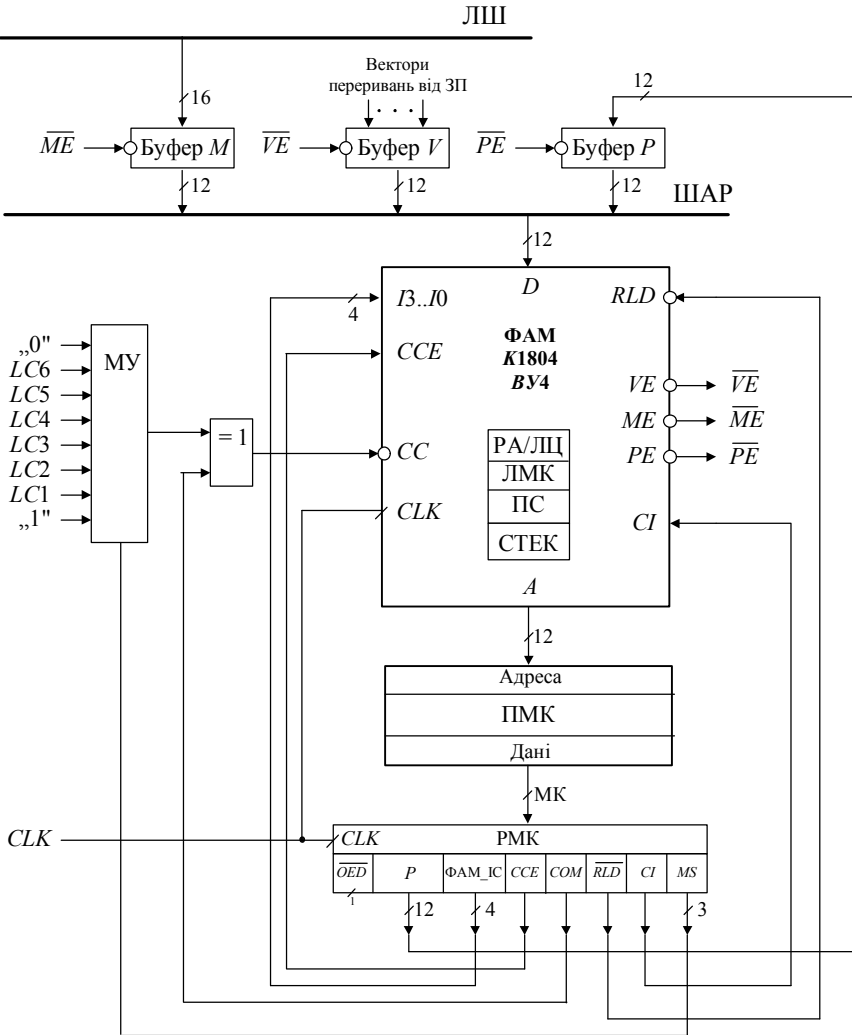 ЛШ
Вектори
переривань від ЗП
. . .
16
12
ME
Буфер M
VE
Буфер V
PE
Буфер P
12
12
12
ШАР
12
I3..I0
D
RLD
4
CCE
ФАМ
К1804
ВУ4
„0"
LC6
LC5
LC4
LC3
LC2
LC1
„1"
МУ
= 1
VE
VE
ME
ME
PE
PE
CC
РА/ЛЦ
ЛМК
ПС
СТЕК
CLK
CI
A
12
Адреса
ПМК
Дані
МК
CLK
CLK
РМК
OED
P
ФАМ_ІС
CCE
COM
RLD
CI
MS
1
12
4
3